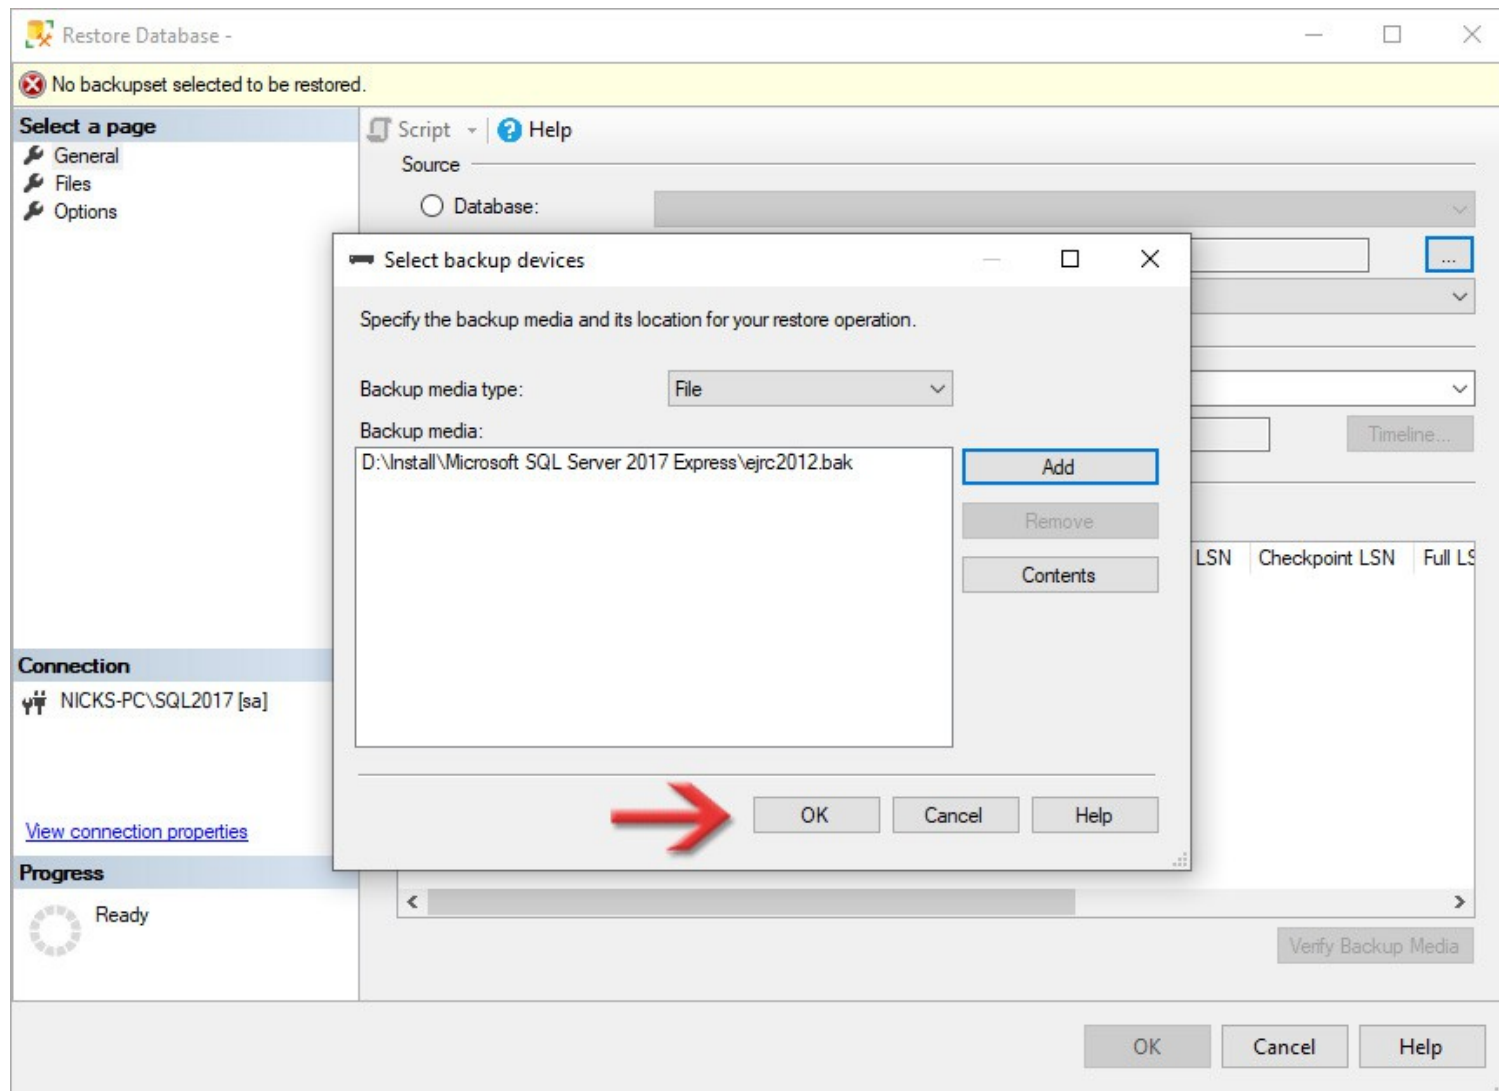 Restore Database -
No backupset selected to be restored.
Select a page
General
Files
Options
Script
Help
Source
Database:
...
Timeline...
LSN Checkpoint LSN Full LS
Select backup devices
Specify the backup media and its location for your restore operation.
Backup media type: File
Backup media:
D:\Install\Microsoft SQL Server 2017 Express\ejrc2012.bak
Add
Remove
Contents
OK Cancel Help
Connection
NICKS-PC\SQL2017 [sa]
View connection properties
Progress
Ready
Verify Backup Media
OK Cancel Help